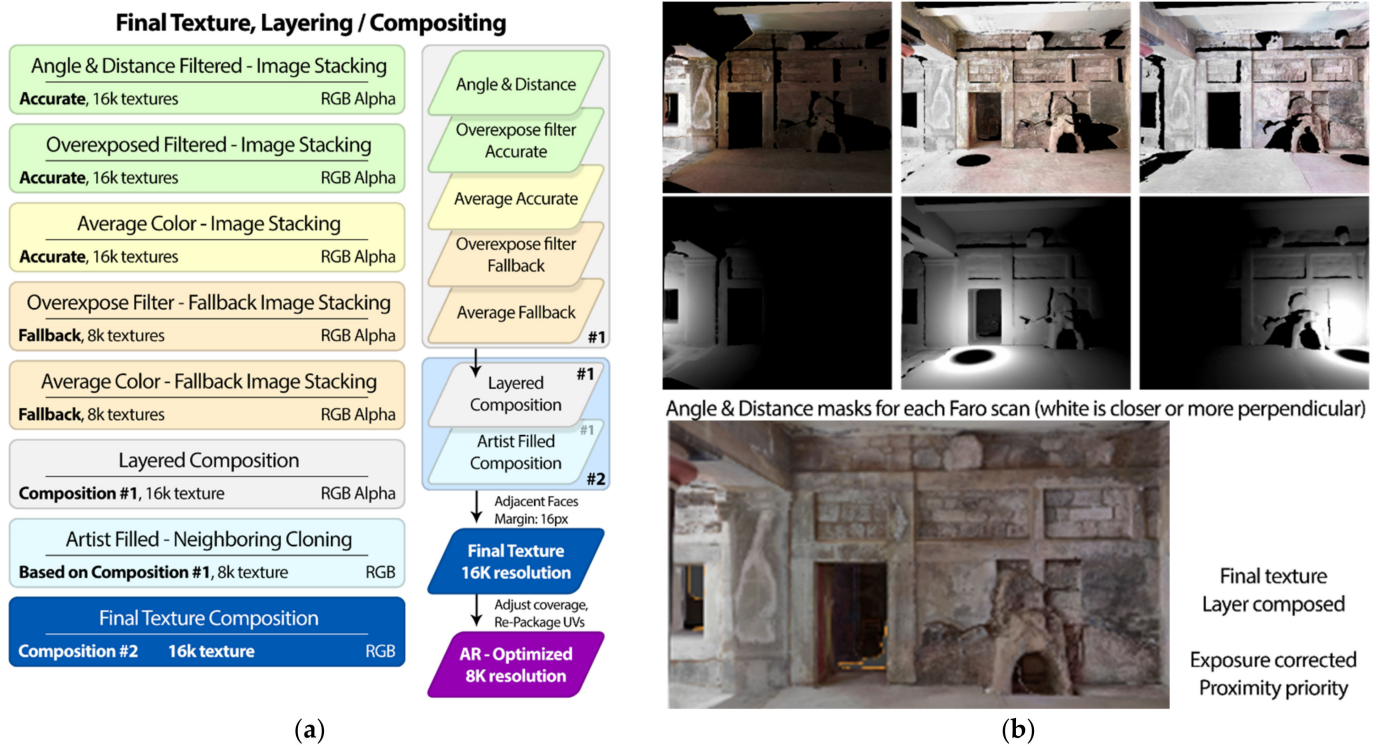 Final Texture, Layering / Compositing
Angle & Distance Filtered - Image Stacking
Accurate, 16k textures RGB Alpha
Overexposed Filtered - Image Stacking
Accurate, 16k textures RGB Alpha
Average Color - Image Stacking
Accurate, 16k textures RGB Alpha
Overexpose Filter - Fallback Image Stacking
Fallback, 8k textures RGB Alpha
Average Color - Fallback Image Stacking
Fallback, 8k textures RGB Alpha
Layered Composition
Composition #1, 16k texture RGB Alpha
Artist Filled - Neighboring Cloning
Based on Composition #1, 8k texture RGB
Final Texture Composition
Composition #2 16k texture RGB
Angle & Distance
Overexpose filter
Accurate
Average Accurate
Overexpose filter
Fallback
Average Fallback
#1
#1
Layered
Composition
#1
Artist Filled
Composition
#2
Adjacent Faces
Margin: 16px
Final Texture
16K resolution
Adjust coverage,
Re-Package UVs
AR - Optimized
8K resolution
(a)
Angle & Distance masks for each Faro scan (white is closer or more perpendicular)
Final texture
Layer composed
Exposure corrected
Proximity priority
(b)